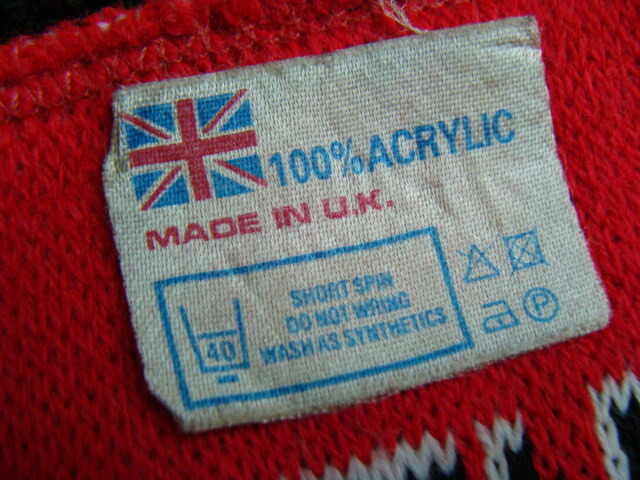 100% ACRYLIC
MADE IN U.K.
SHORT SPIN
DO NOT WRING
WASH AS SYNTHETICS
40
P